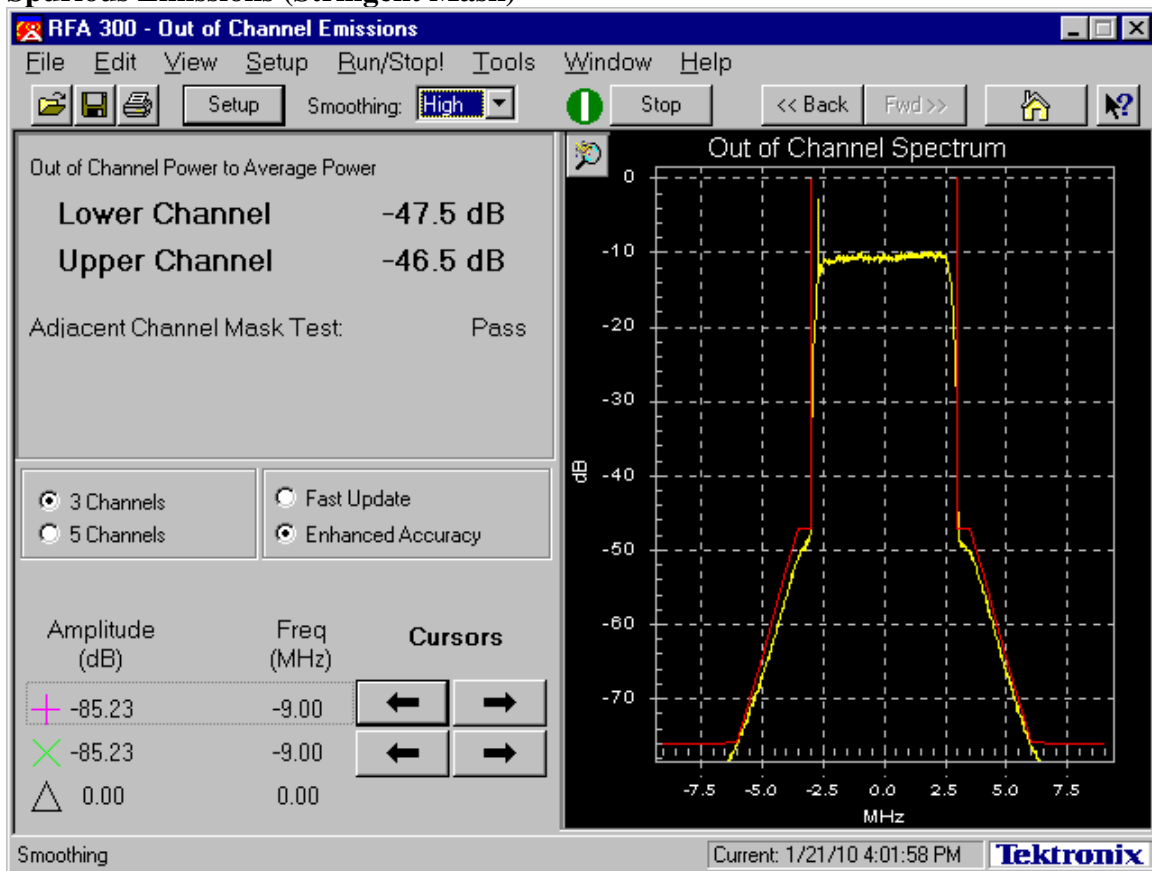 Spurious Emissions (Stringent Mask)
RFA 300 - Out of Channel Emissions
File Edit View Setup Run/Stop! Tools Window Help
Setup Smoothing: High Stop << Back Fwd >>
Out of Channel Power to Average Power
Lower Channel -47.5 dB
Upper Channel -46.5 dB
Adjacent Channel Mask Test: Pass
3 Channels
5 Channels
Fast Update
Enhanced Accuracy
Amplitude (dB) Freq (MHz) Cursors
-85.23 -9.00
-85.23 -9.00
0.00 0.00
Out of Channel Spectrum
0
-10
-20
-30
dB
-40
-50
-60
-70
-7.5 -5.0 -2.5 0.0 2.5 5.0 7.5
MHz
Smoothing Current: 1/21/10 4:01:58 PM Tektronix